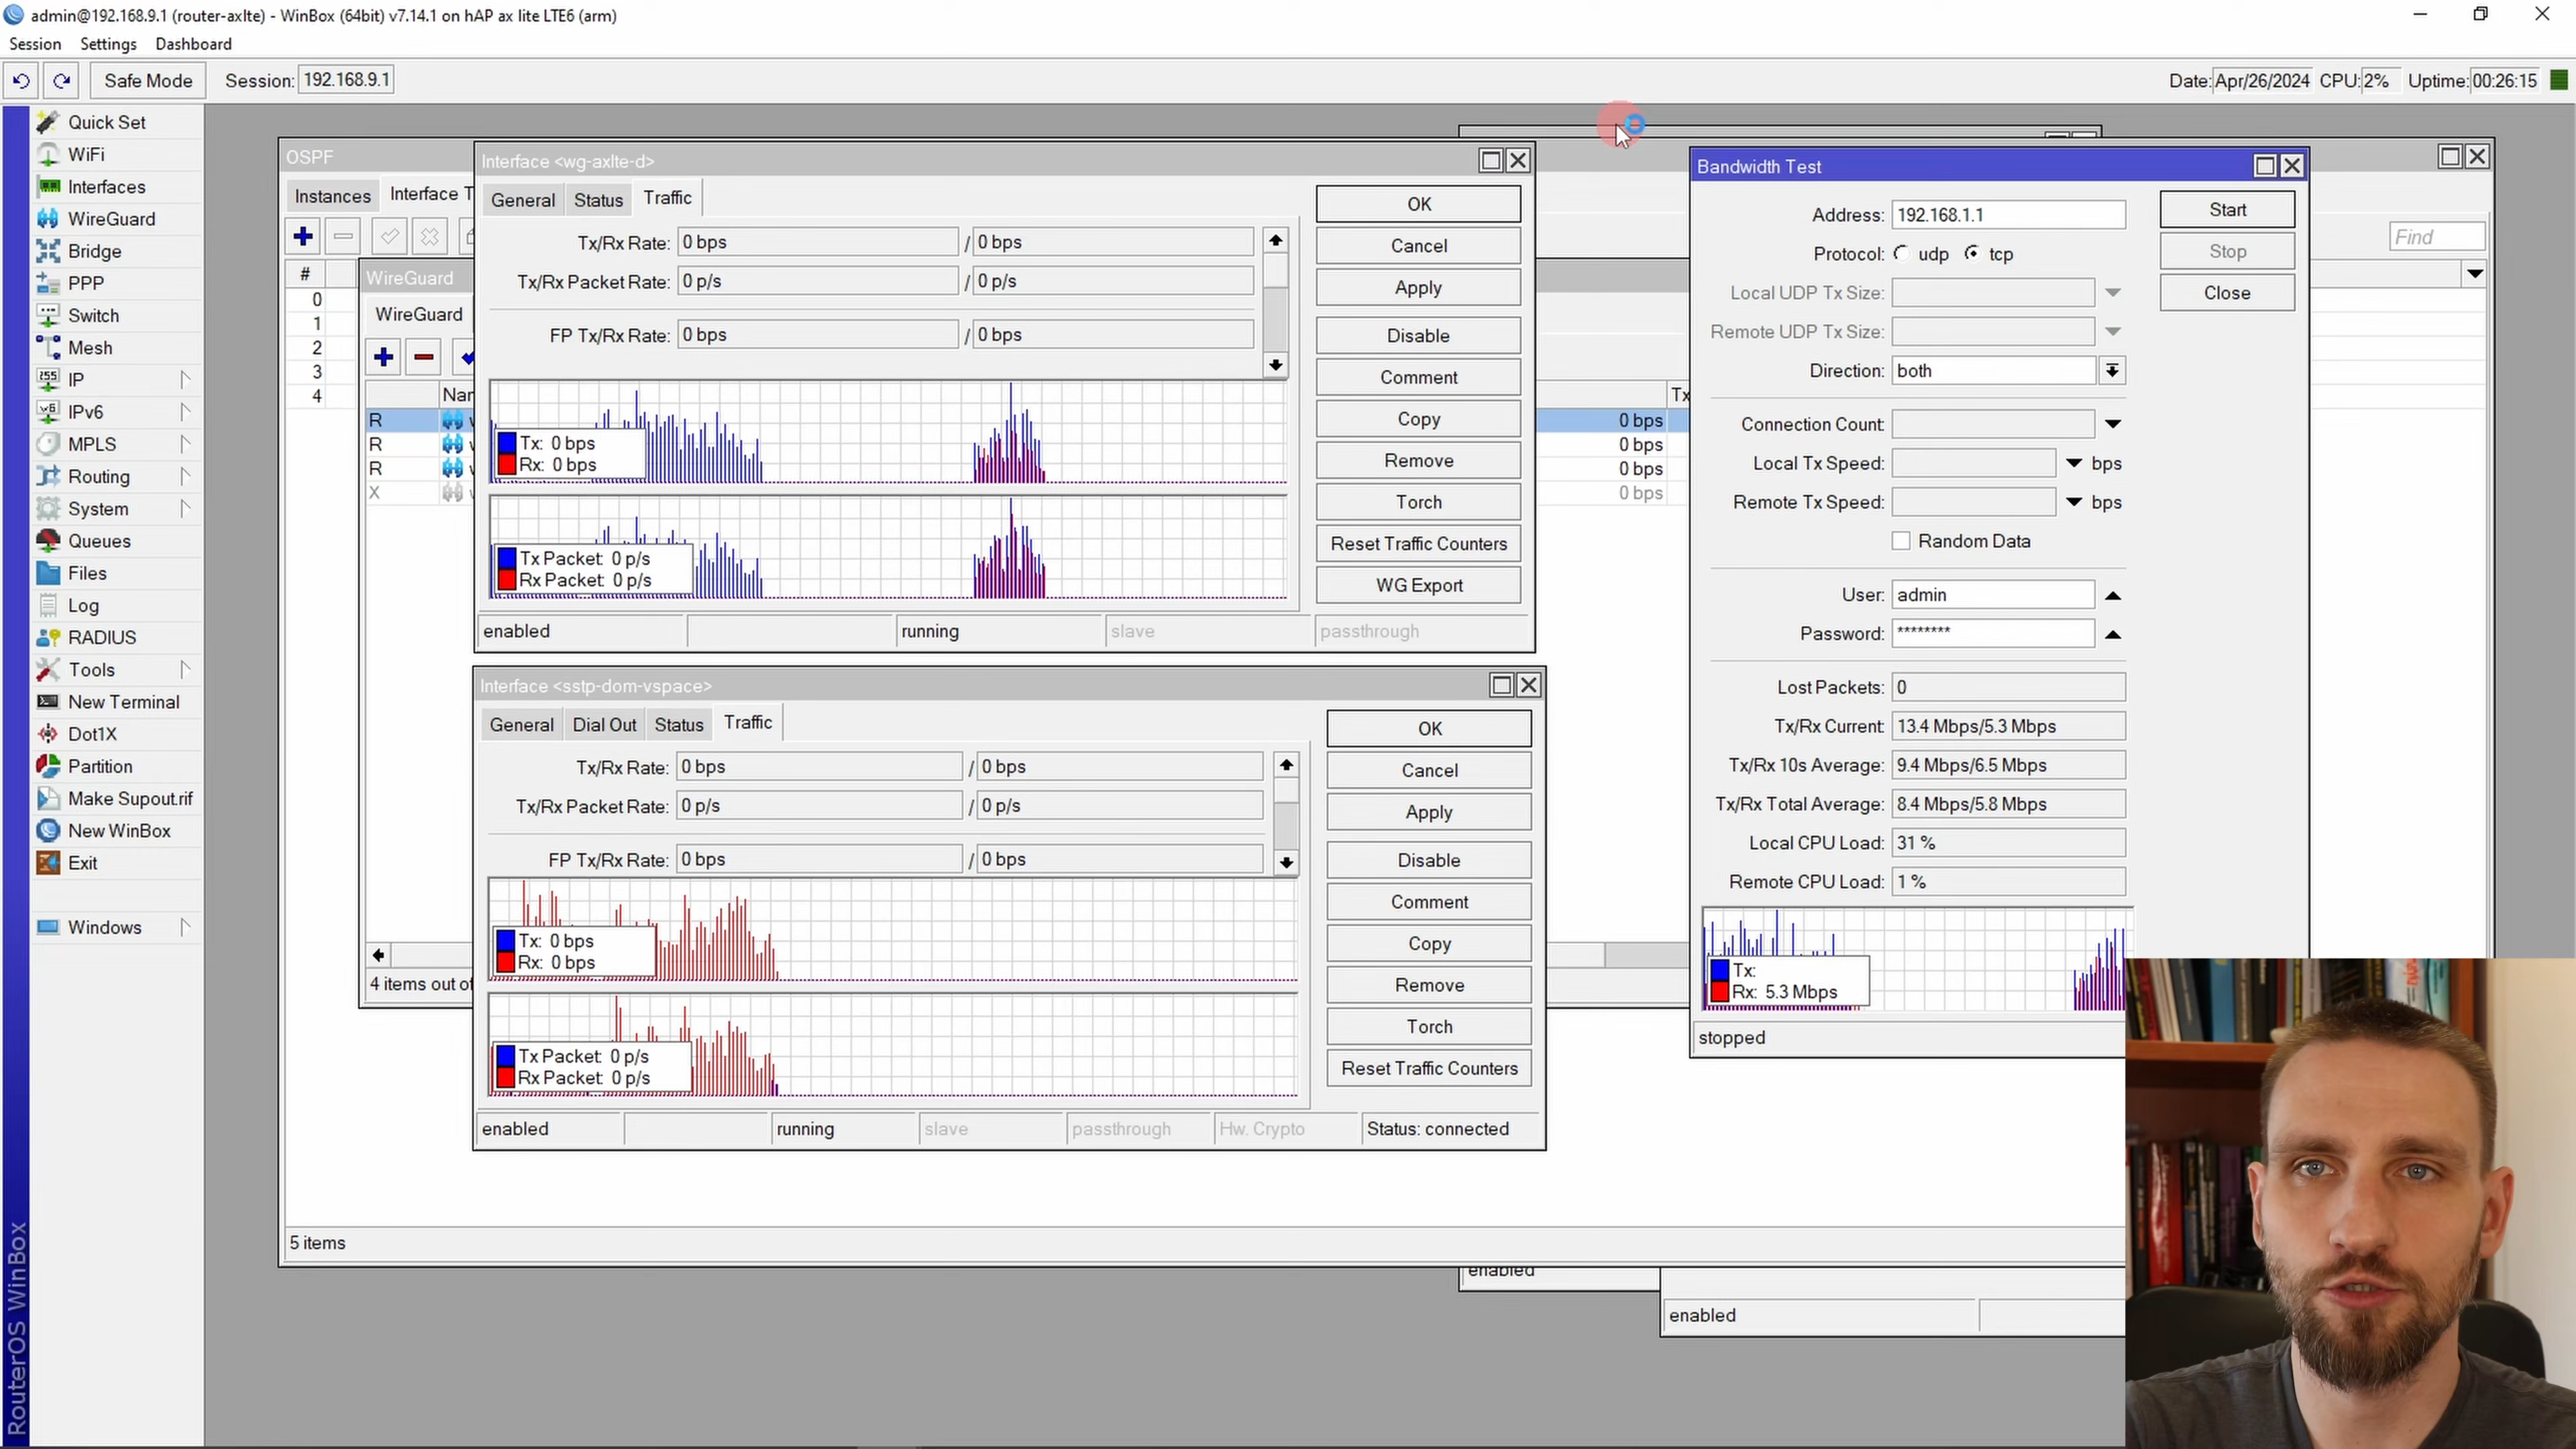 admin@192.168.9.1 (router-axlte) - WinBox (64bit) v7.14.1 on hAP ax lite LTE6 (arm)
Session Settings Dashboard
Safe Mode Session: 192.168.9.1 Date: Apr/26/2024 CPU: 2% Uptime: 00:26:15
Quick Set
WiFi
Interfaces
WireGuard
Bridge
PPP
Switch
Mesh
IP
IPv6
MPLS
Routing
System
Queues
Files
Log
RADIUS
Tools
New Terminal
Dot1X
Partition
Make Supout.rif
New WinBox
Exit
Windows
RouterOS WinBox
OSPF
Instances Interface T
Find
#
0
1
2
3
4
5 items
WireGuard
WireGuard
Nar Tx
R 0 bps
R 0 bps
R 0 bps
X 0 bps
4 items out of
Interface <wg-axlte-d>
General Status Traffic
Tx/Rx Rate: 0 bps / 0 bps
Tx/Rx Packet Rate: 0 p/s / 0 p/s
FP Tx/Rx Rate: 0 bps / 0 bps
Tx: 0 bps
Rx: 0 bps
Tx Packet: 0 p/s
Rx Packet: 0 p/s
OK
Cancel
Apply
Disable
Comment
Copy
Remove
Torch
Reset Traffic Counters
WG Export
enabled running slave passthrough
Interface <sstp-dom-vspace>
General Dial Out Status Traffic
Tx/Rx Rate: 0 bps / 0 bps
Tx/Rx Packet Rate: 0 p/s / 0 p/s
FP Tx/Rx Rate: 0 bps / 0 bps
Tx: 0 bps
Rx: 0 bps
Tx Packet: 0 p/s
Rx Packet: 0 p/s
OK
Cancel
Apply
Disable
Comment
Copy
Remove
Torch
Reset Traffic Counters
enabled running slave passthrough Hw. Crypto Status: connected
Bandwidth Test
Address: 192.168.1.1
Protocol: udp tcp
Local UDP Tx Size:
Remote UDP Tx Size:
Direction: both
Connection Count:
Local Tx Speed: bps
Remote Tx Speed: bps
Random Data
User: admin
Password: ********
Lost Packets: 0
Tx/Rx Current: 13.4 Mbps/5.3 Mbps
Tx/Rx 10s Average: 9.4 Mbps/6.5 Mbps
Tx/Rx Total Average: 8.4 Mbps/5.8 Mbps
Local CPU Load: 31 %
Remote CPU Load: 1 %
Tx:
Rx: 5.3 Mbps
stopped
Start
Stop
Close
enabled
enabled